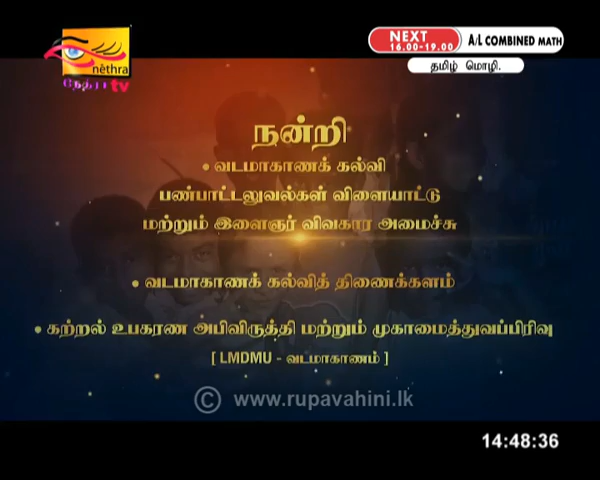 NEXT
16.00-19.00
A/L COMBINED MATH
தமிழ் மொழி.
nèthra
நேத்ரா tv
நன்றி
• வடமாகாணக் கல்வி
பண்பாட்டலுவல்கள் விளையாட்டு
மற்றும் இளைஞர் விவகார அமைச்சு
• வடமாகாணக் கல்வித் திணைக்களம்
• கற்றல் உபகரண அபிவிருத்தி மற்றும் முகாமைத்துவப்பிரிவு
[ LMDMU - வடமாகாணம் ]
© www.rupavahini.lk
14:48:36